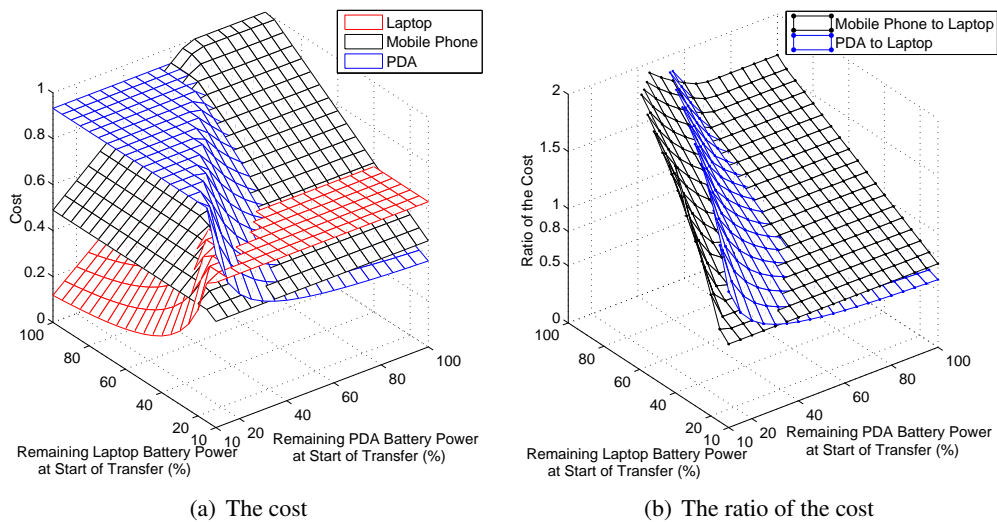 Laptop
Mobile Phone
PDA
1
0.8
0.6
0.4
0.2
0
Cost
100
80
60
40
20
10
10
20
40
60
80
100
Remaining Laptop Battery Power
at Start of Transfer (%)
Remaining PDA Battery Power
at Start of Transfer (%)
(a) The cost
Mobile Phone to Laptop
PDA to Laptop
2
1.5
1
0.8
0.5
0
Ratio of the Cost
100
80
60
40
20
10
10
20
40
60
80
100
Remaining Laptop Battery Power
at Start of Transfer (%)
Remaining PDA Battery Power
at Start of Transfer (%)
(b) The ratio of the cost